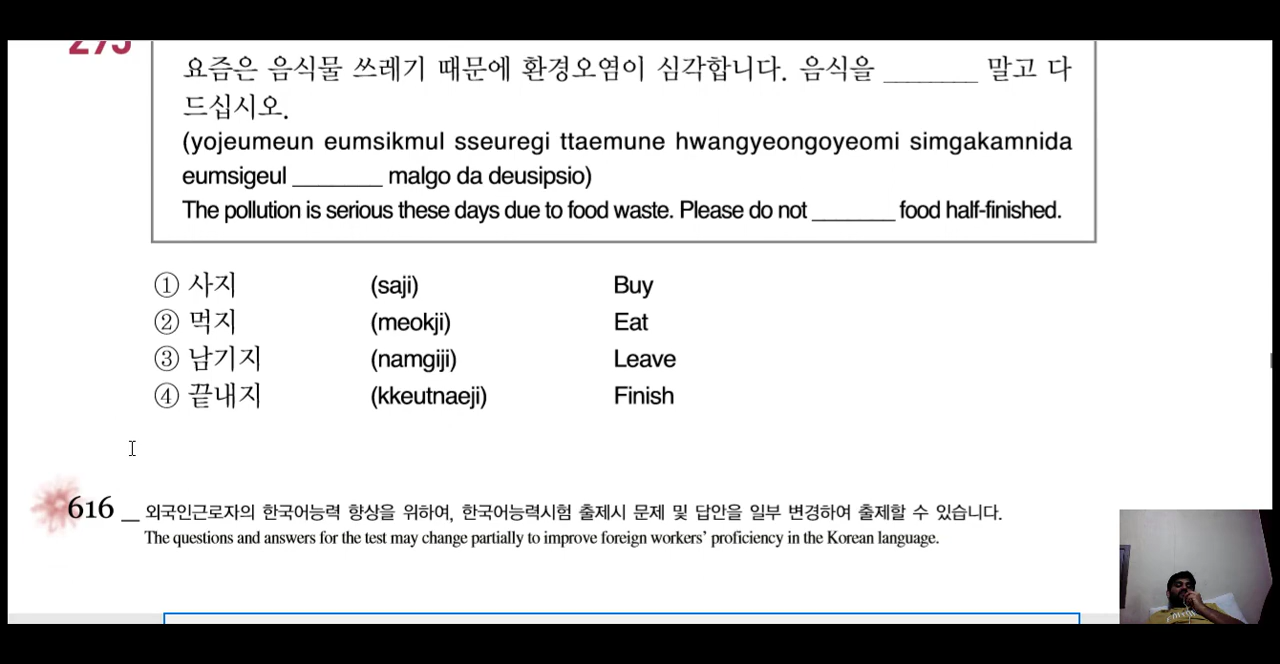 요즘은 음식물 쓰레기 때문에 환경오염이 심각합니다. 음식을 _______ 말고 다
드십시오.
(yojeumeun eumsikmul sseuregi ttaemune hwangyeongoyeomi simgakamnida
eumsigeul _______ malgo da deusipsio)
The pollution is serious these days due to food waste. Please do not _______ food half-finished.
① 사지 (saji) Buy
② 먹지 (meokji) Eat
③ 남기지 (namgiji) Leave
④ 끝내지 (kkeutnaeji) Finish
616 _ 외국인근로자의 한국어능력 향상을 위하여, 한국어능력시험 출제시 문제 및 답안을 일부 변경하여 출제할 수 있습니다.
The questions and answers for the test may change partially to improve foreign workers' proficiency in the Korean language.